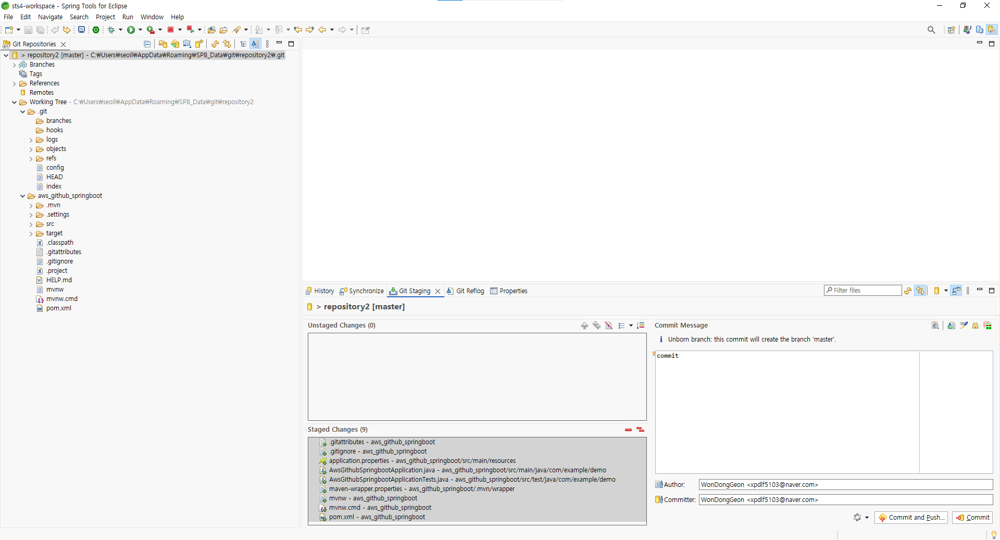 sts4-workspace - Spring Tools for Eclipse
File Edit Navigate Search Project Run Window Help
Git Repositories
> repository2 [master] - C:₩Users₩seoil₩AppData₩Roaming₩SPB_Data₩git₩repository2₩.git
Branches
Tags
References
Remotes
Working Tree - C:₩Users₩seoil₩AppData₩Roaming₩SPB_Data₩git₩repository2
.git
branches
hooks
logs
objects
refs
config
HEAD
index
aws_github_springboot
.mvn
.settings
src
target
.classpath
.gitattributes
.gitignore
.project
HELP.md
mvnw
mvnw.cmd
pom.xml
History Synchronize Git Staging Git Reflog Properties
Filter files
> repository2 [master]
Unstaged Changes (0)
Staged Changes (9)
.gitattributes - aws_github_springboot
.gitignore - aws_github_springboot
application.properties - aws_github_springboot/src/main/resources
AwsGithubSpringbootApplication.java - aws_github_springboot/src/main/java/com/example/demo
AwsGithubSpringbootApplicationTests.java - aws_github_springboot/src/test/java/com/example/demo
maven-wrapper.properties - aws_github_springboot/.mvn/wrapper
mvnw - aws_github_springboot
mvnw.cmd - aws_github_springboot
pom.xml - aws_github_springboot
Commit Message
Unborn branch: this commit will create the branch 'master'.
commit
Author: WonDongGeon <xpdlf5103@naver.com>
Committer: WonDongGeon <xpdlf5103@naver.com>
Commit and Push... Commit